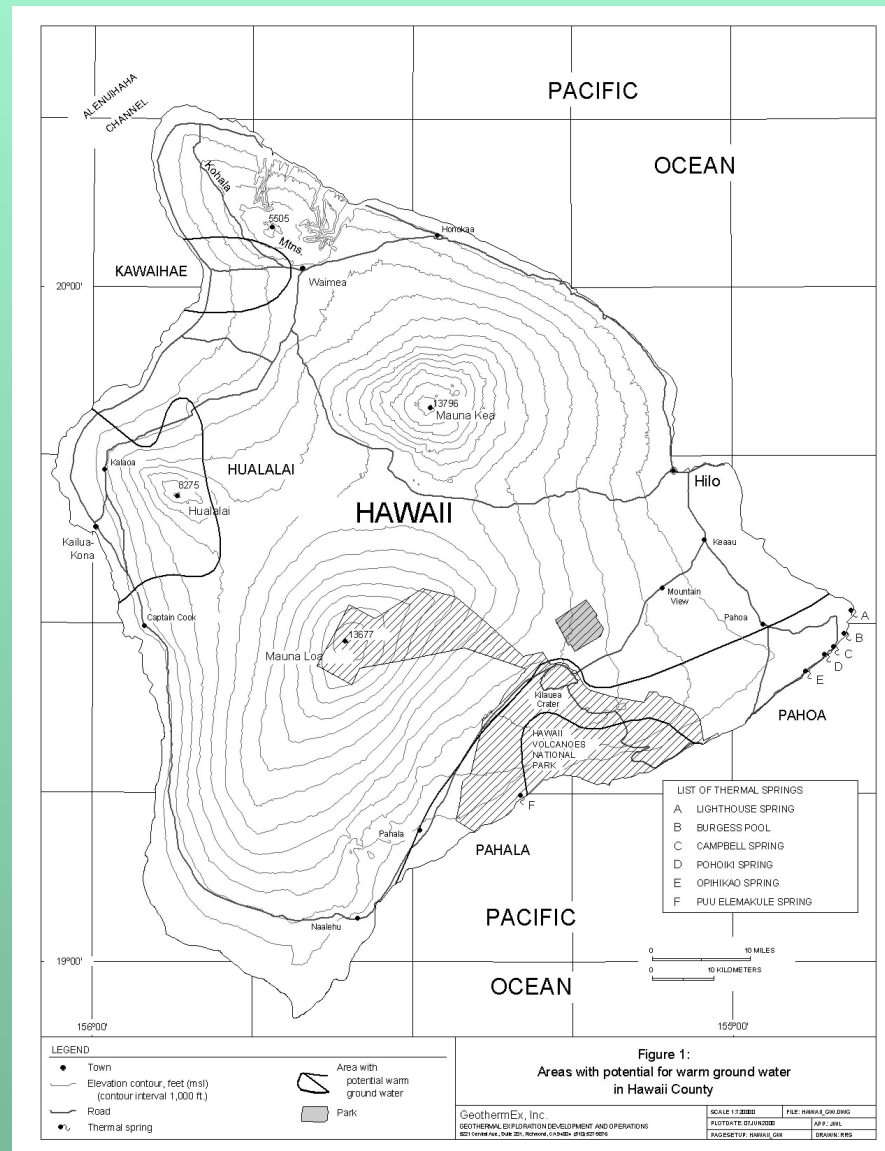 ALENUIHAHA
CHANNEL
PACIFIC
OCEAN
Kohala
5505
Mtns.
Honokaa
KAWAIHAE
Waimea
20°00'
13796
Mauna Kea
Kalaoa
HUALALAI
8275
Hualalai
Hilo
HAWAII
Kailua-
Kona
Keaau
Mountain
View
Captain Cook
Pahoa
A
B
C
D
E
13677
Mauna Loa
Kilauea
Crater
PAHOA
HAWAII
VOLCANOES
NATIONAL
PARK
F
Pahala
PAHALA
LIST OF THERMAL SPRINGS
A LIGHTHOUSE SPRING
B BURGESS POOL
C CAMPBELL SPRING
D POHOIKI SPRING
E OPIHIKAO SPRING
F PUU ELEMAKULE SPRING
Naalehu
PACIFIC
OCEAN
0 10 MILES
0 10 KILOMETERS
19°00'
156°00'
155°00'
LEGEND
Town
Elevation contour, feet (msl)
(contour interval 1,000 ft.)
Road
Thermal spring
Area with
potential warm
ground water
Park
Figure 1:
Areas with potential for warm ground water
in Hawaii County
GeothermEx, Inc.
GEOTHERMAL EXPLORATION DEVELOPMENT AND OPERATIONS
PLOTDATE: 07JUN2000
FILE: HAWAII_GW.DWG
APP.: JWL
PAGESETUP: HAWAII_GW
DRAWN: RRS